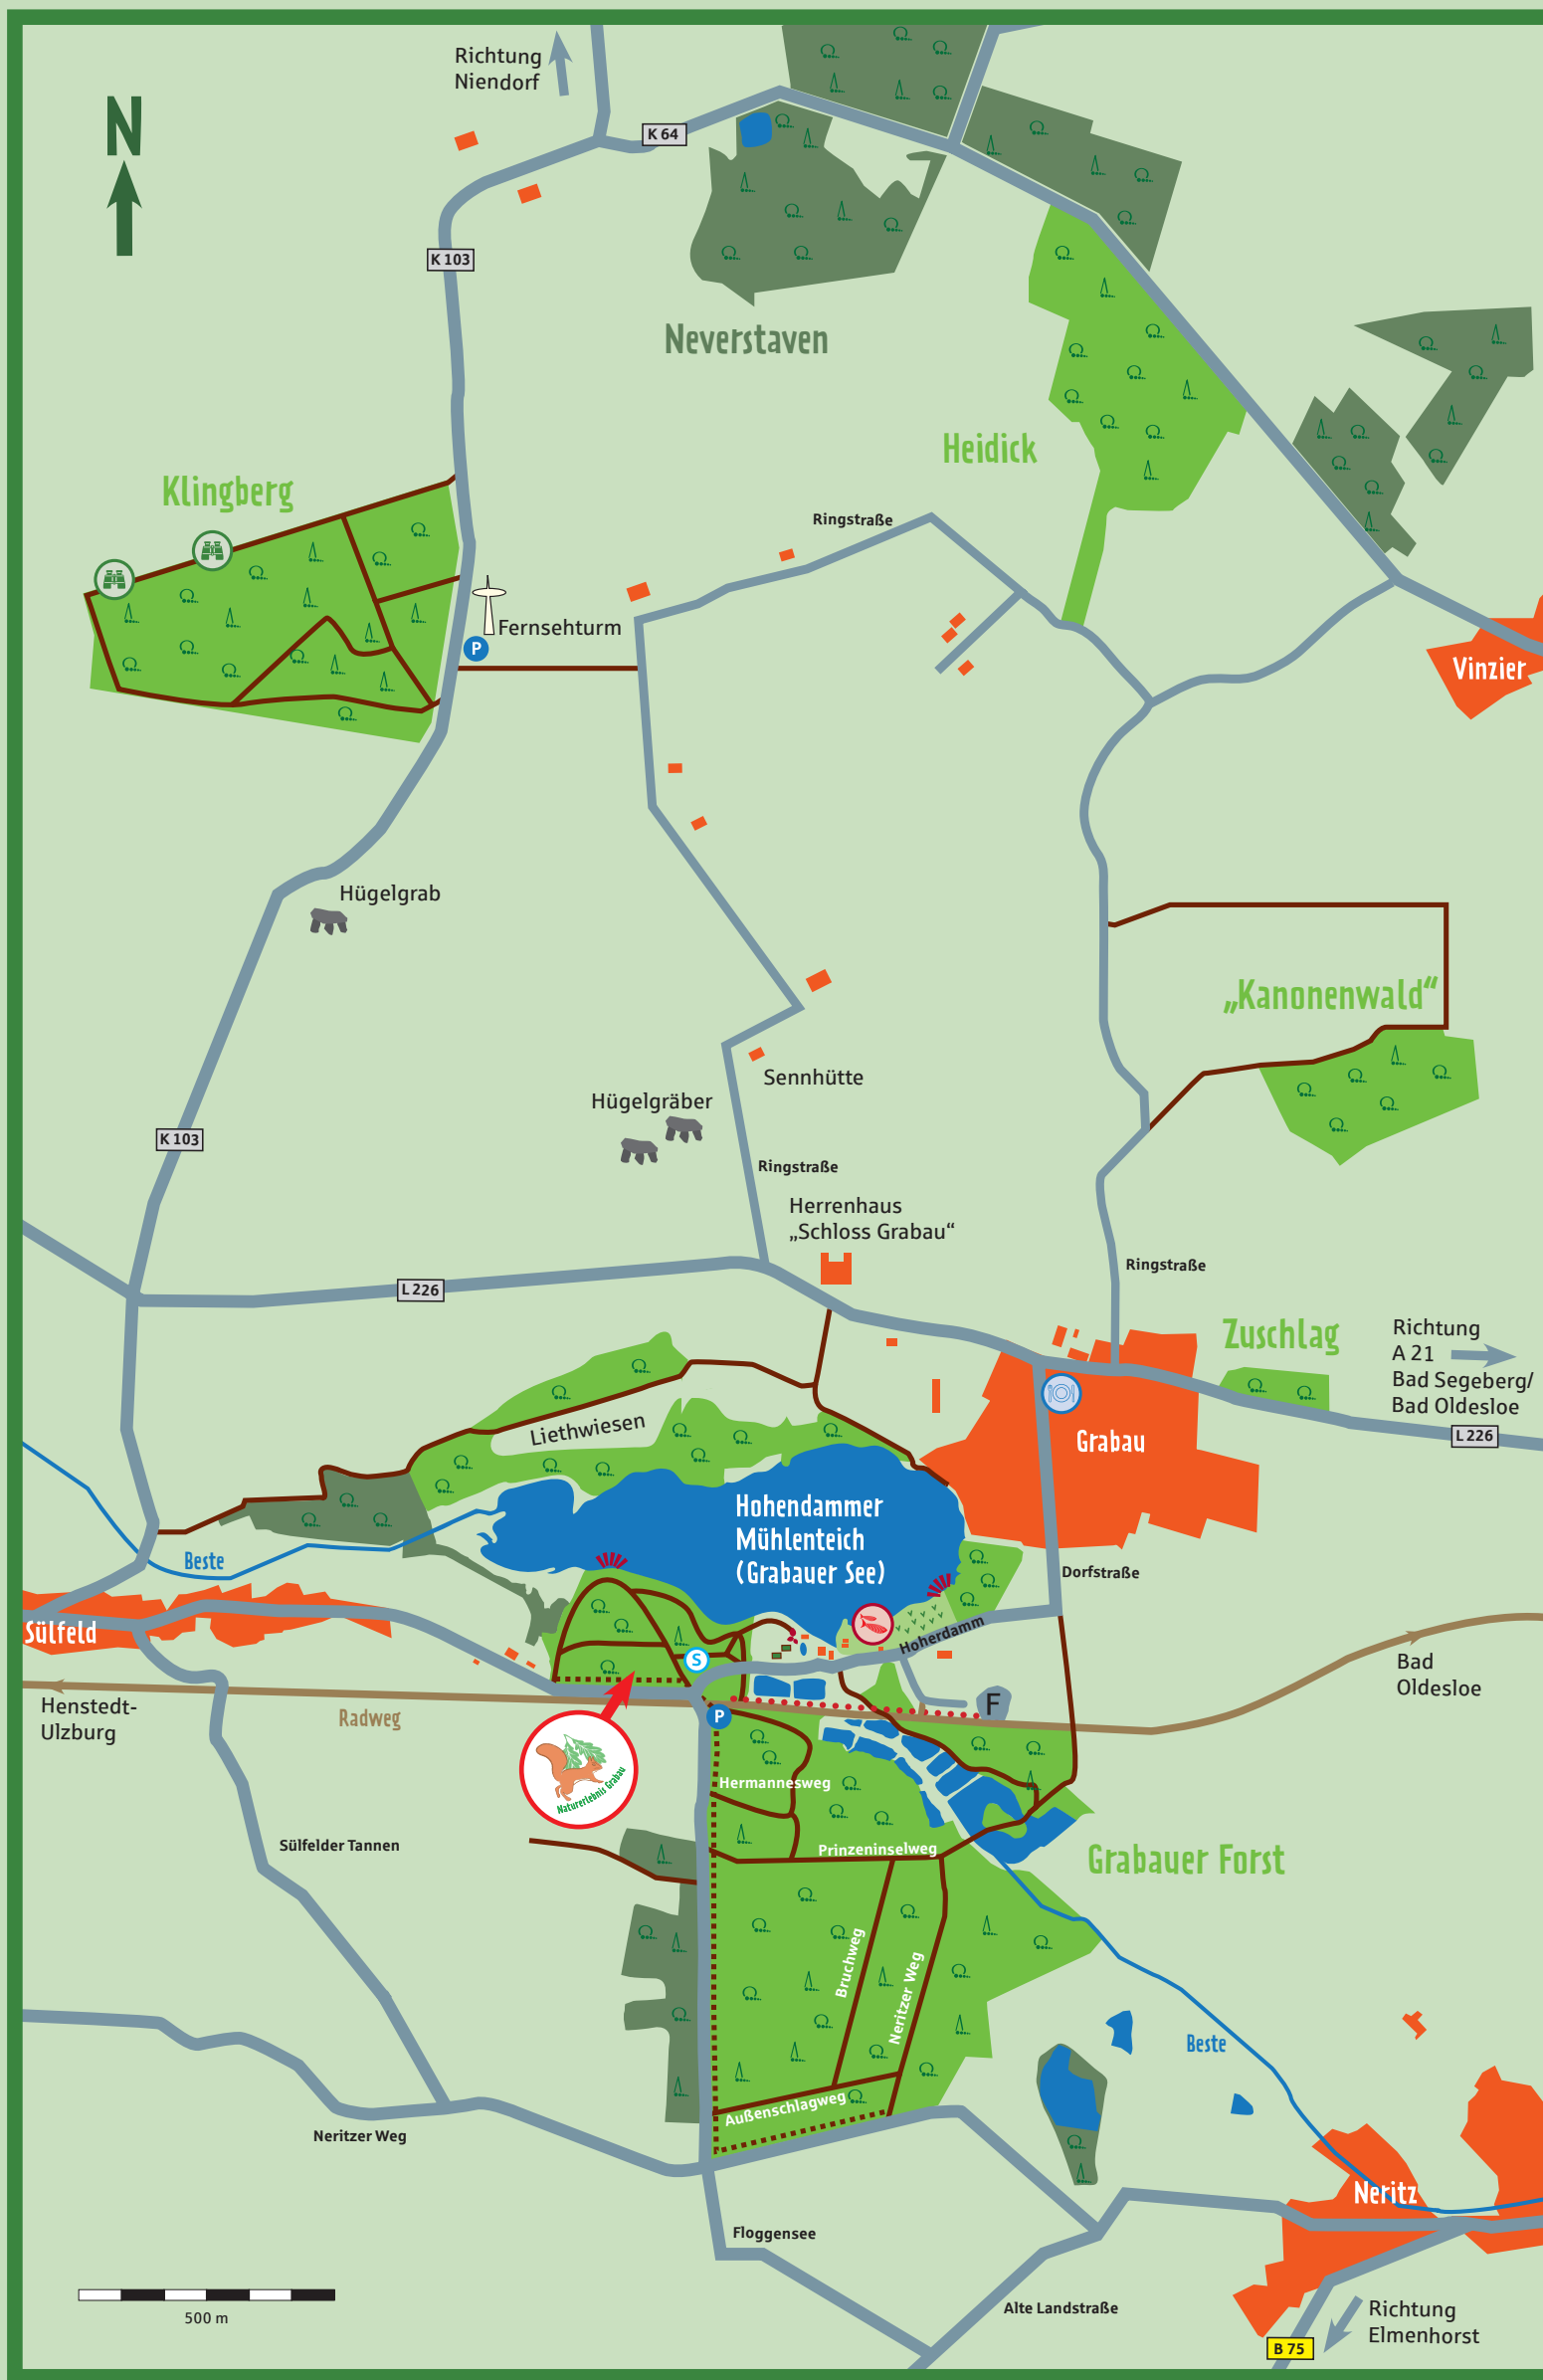 Richtung
Niendorf
N
K 64
K 103
Neverstaven
Heidick
Klingberg
Ringstraße
Fernsehturm
P
Vinzier
Hügelgrab
„Kanonenwald“
Sennhütte
Hügelgräber
K 103
Ringstraße
Herrenhaus
„Schloss Grabau“
Ringstraße
L 226
Zuschlag
Richtung
A 21
Bad Segeberg/
Bad Oldesloe
L 226
Liethwiesen
Grabau
Hohendammer
Mühlenteich
(Grabauer See)
Beste
Dorfstraße
Sülfeld
Hoherdamm
S
Bad
Oldesloe
Henstedt-
Ulzburg
Radweg
F
P
Naturerlebnis Grabau
Hermannesweg
Sülfelder Tannen
Prinzeninselweg
Grabauer Forst
Bruchweg
Neritzer Weg
Beste
Außenschlagweg
Neritzer Weg
Neritz
Floggensee
500 m
Alte Landstraße
Richtung
Elmenhorst
B 75